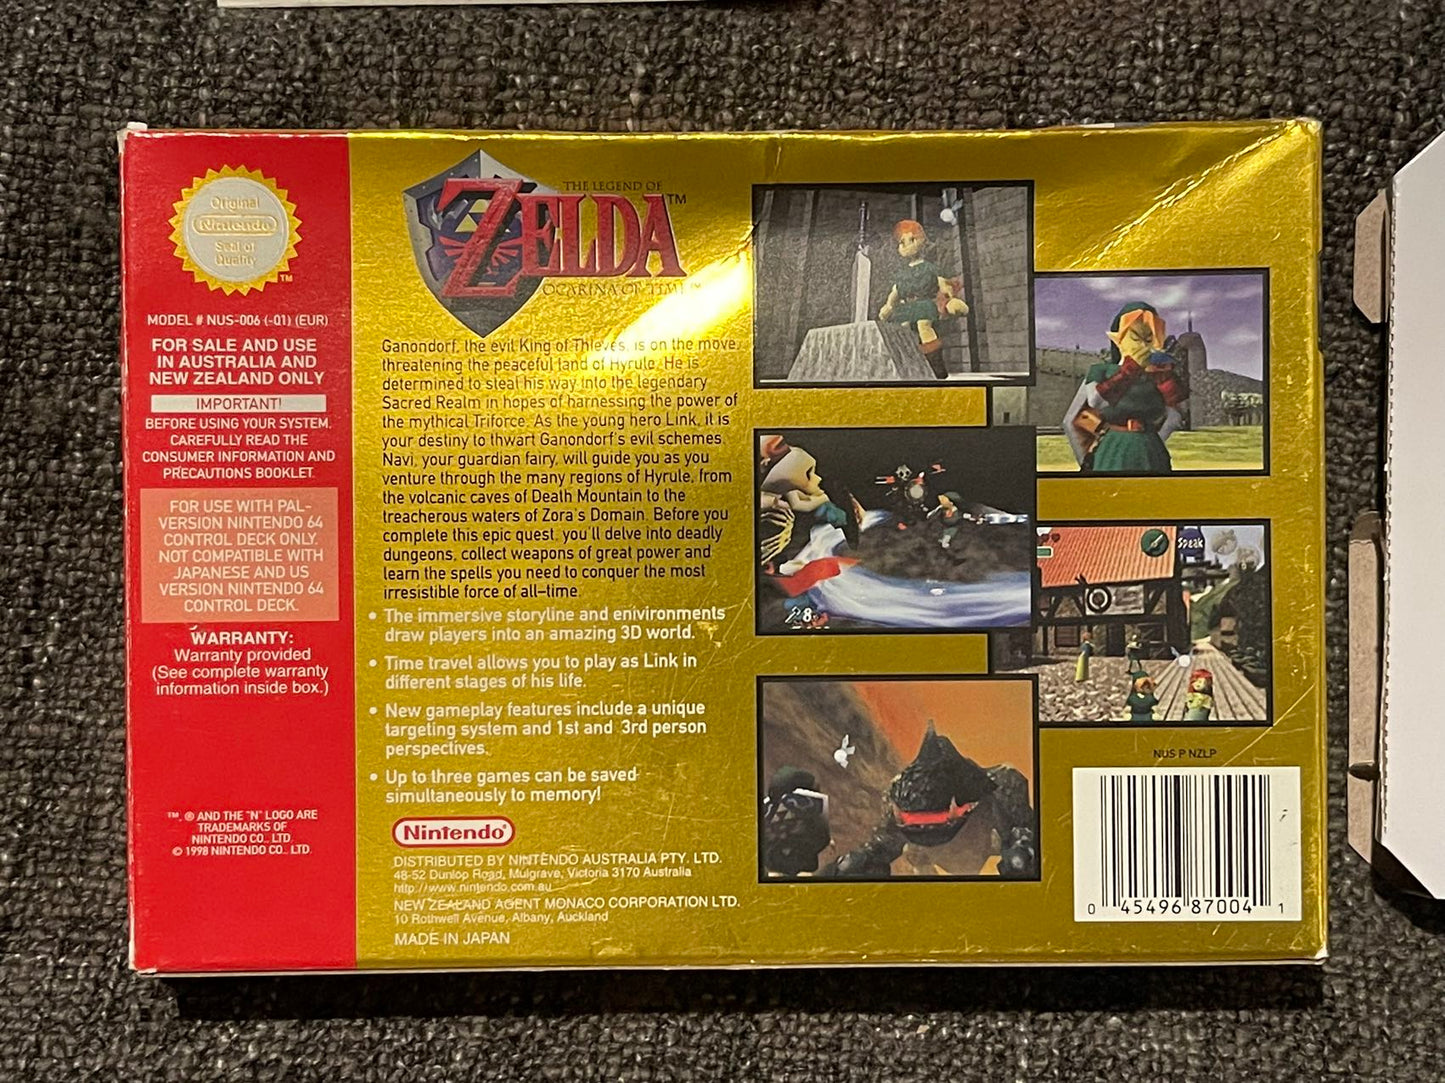 Original
Nintendo
Seal of
Quality
TM
MODEL # NUS-006 (-01) (EUR)
FOR SALE AND USE
IN AUSTRALIA AND
NEW ZEALAND ONLY
IMPORTANT!
BEFORE USING YOUR SYSTEM,
CAREFULLY READ THE
CONSUMER INFORMATION AND
PRECAUTIONS BOOKLET.
FOR USE WITH PAL-
VERSION NINTENDO 64
CONTROL DECK ONLY.
NOT COMPATIBLE WITH
JAPANESE AND US
VERSION NINTENDO 64
CONTROL DECK.
WARRANTY:
Warranty provided
(See complete warranty
information inside box.)
™, ® AND THE "N" LOGO ARE
TRADEMARKS OF
NINTENDO CO., LTD.
© 1998 NINTENDO CO., LTD.
THE LEGEND OF
ZELDA™
OCARINA OF TIME
Ganondorf, the evil King of Thieves, is on the move,
threatening the peaceful land of Hyrule. He is
determined to steal his way into the legendary
Sacred Realm in hopes of harnessing the power of
the mythical Triforce. As the young hero Link, it is
your destiny to thwart Ganondorf's evil schemes.
Navi, your guardian fairy, will guide you as you
venture through the many regions of Hyrule, from
the volcanic caves of Death Mountain to the
treacherous waters of Zora's Domain. Before you
complete this epic quest, you'll delve into deadly
dungeons, collect weapons of great power and
learn the spells you need to conquer the most
irresistible force of all–time.
• The immersive storyline and enivironments
draw players into an amazing 3D world.
• Time travel allows you to play as Link in
different stages of his life.
• New gameplay features include a unique
targeting system and 1st and 3rd person
perspectives.
• Up to three games can be saved
simultaneously to memory!
Nintendo®
DISTRIBUTED BY NINTENDO AUSTRALIA PTY. LTD.
48-52 Dunlop Road, Mulgrave, Victoria 3170 Australia
http://www.nintendo.com.au
NEW ZEALAND AGENT MONACO CORPORATION LTD.
10 Rothwell Avenue, Albany, Auckland
MADE IN JAPAN
8
Speak
NUS P NZLP
0 45496 87004 1